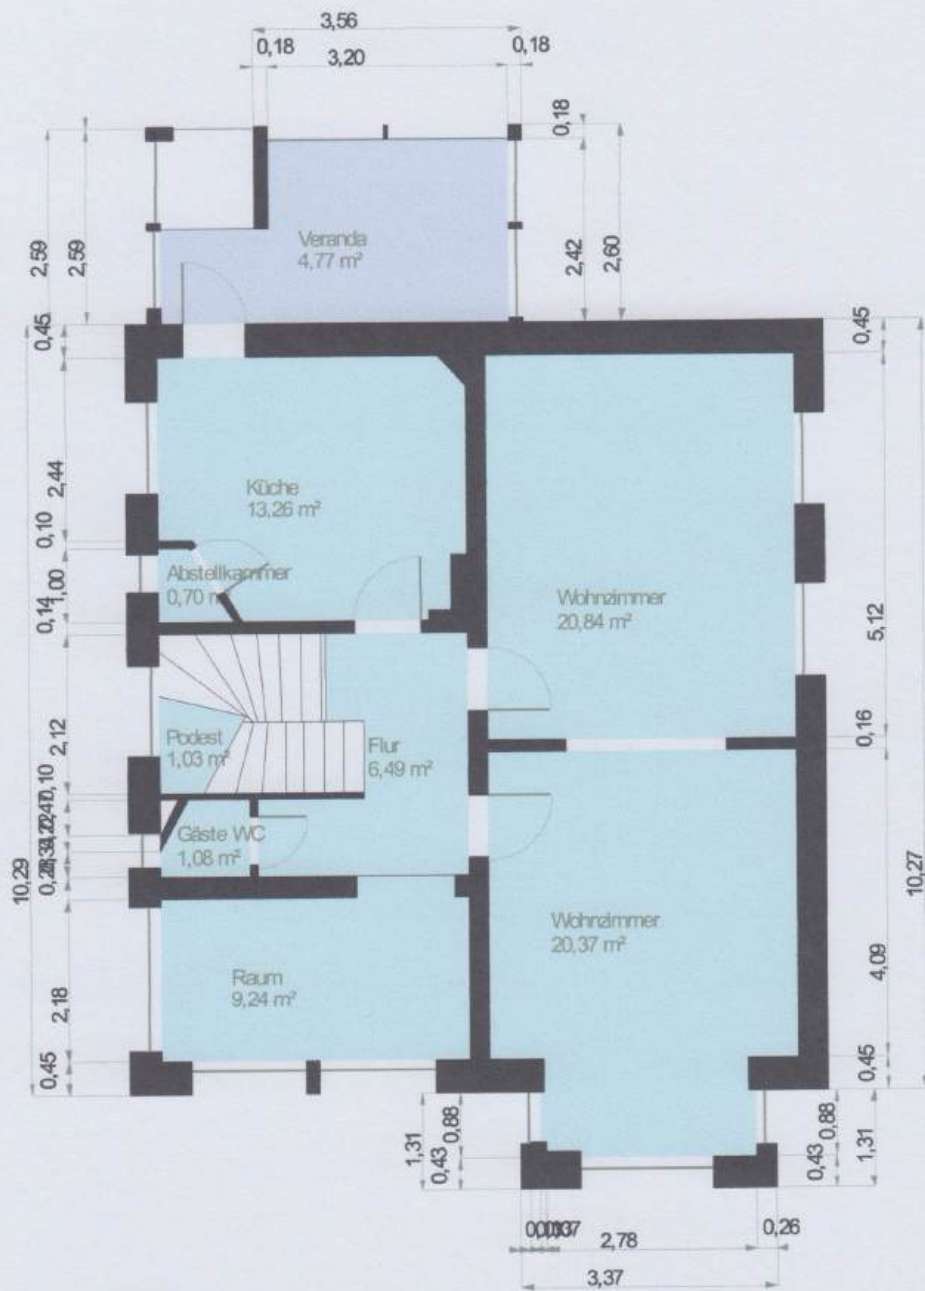 3,56
0,18
0,18
3,20
0,18
2,59
2,59
Veranda
4,77 m²
2,42
2,60
0,45
0,45
2,44
Küche
13,26 m²
0,10
Abstellkammer
0,70
1,00
0,14
Wohnzimmer
20,84 m²
5,12
0,16
2,12
Podest
1,03 m²
Flur
6,49 m²
0,10
Gäste WC
1,08 m²
10,29
10,27
Wohnzimmer
20,37 m²
4,09
Raum
9,24 m²
2,18
0,45
0,45
1,31
0,88
0,43
0,88
0,43
1,31
2,78
0,26
3,37